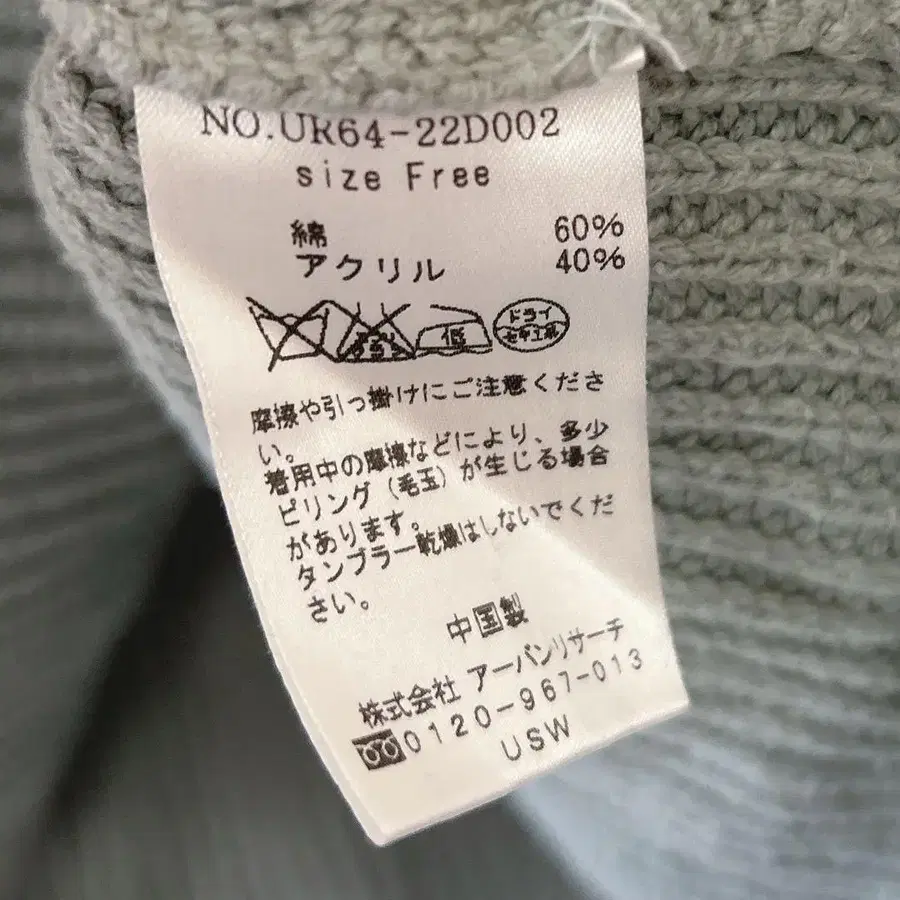 NO.UR64-22D002
size Free
綿 60%
アクリル 40%
低 ドライ
摩擦や引っ掛けにご注意くださ
い。
着用中の摩擦などにより、多少
ピリング(毛玉)が生じる場合
があります。
タンブラー乾燥はしないでくだ
さい。
中国製
株式会社 アーバンリサーチ
0120-967-013
USW